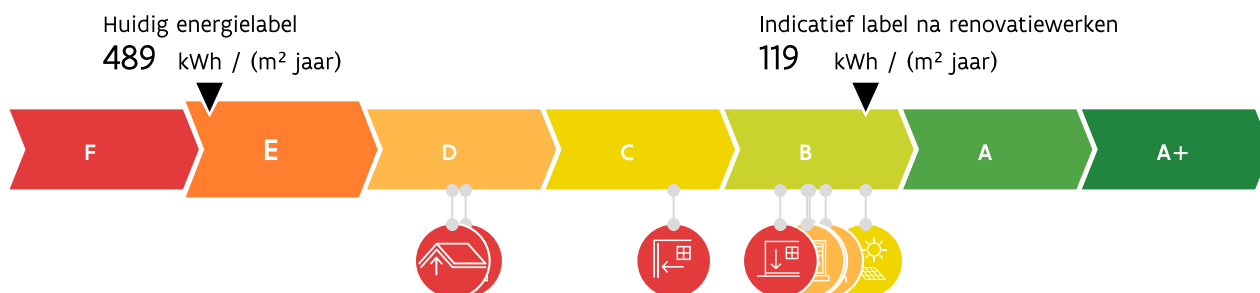 Huidig energielabel
489 kWh / (m² jaar)
Indicatief label na renovatiewerken
119 kWh / (m² jaar)
F E D C B A A+